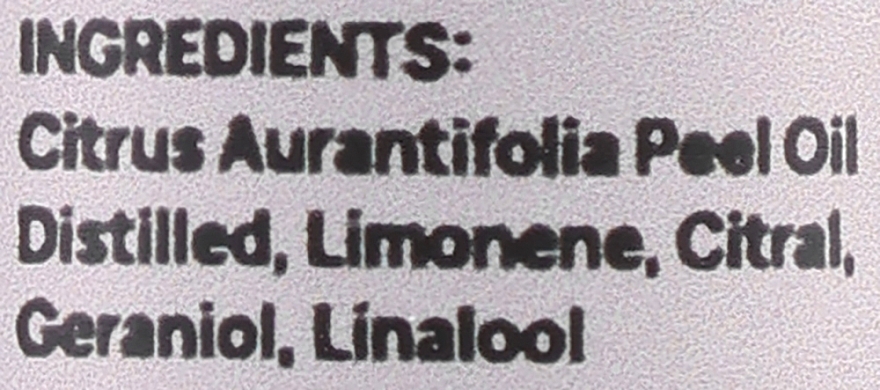 INGREDIENTS:
Citrus Aurantifolia Peel Oil
Distilled, Limonene, Citral,
Geraniol, Linalool